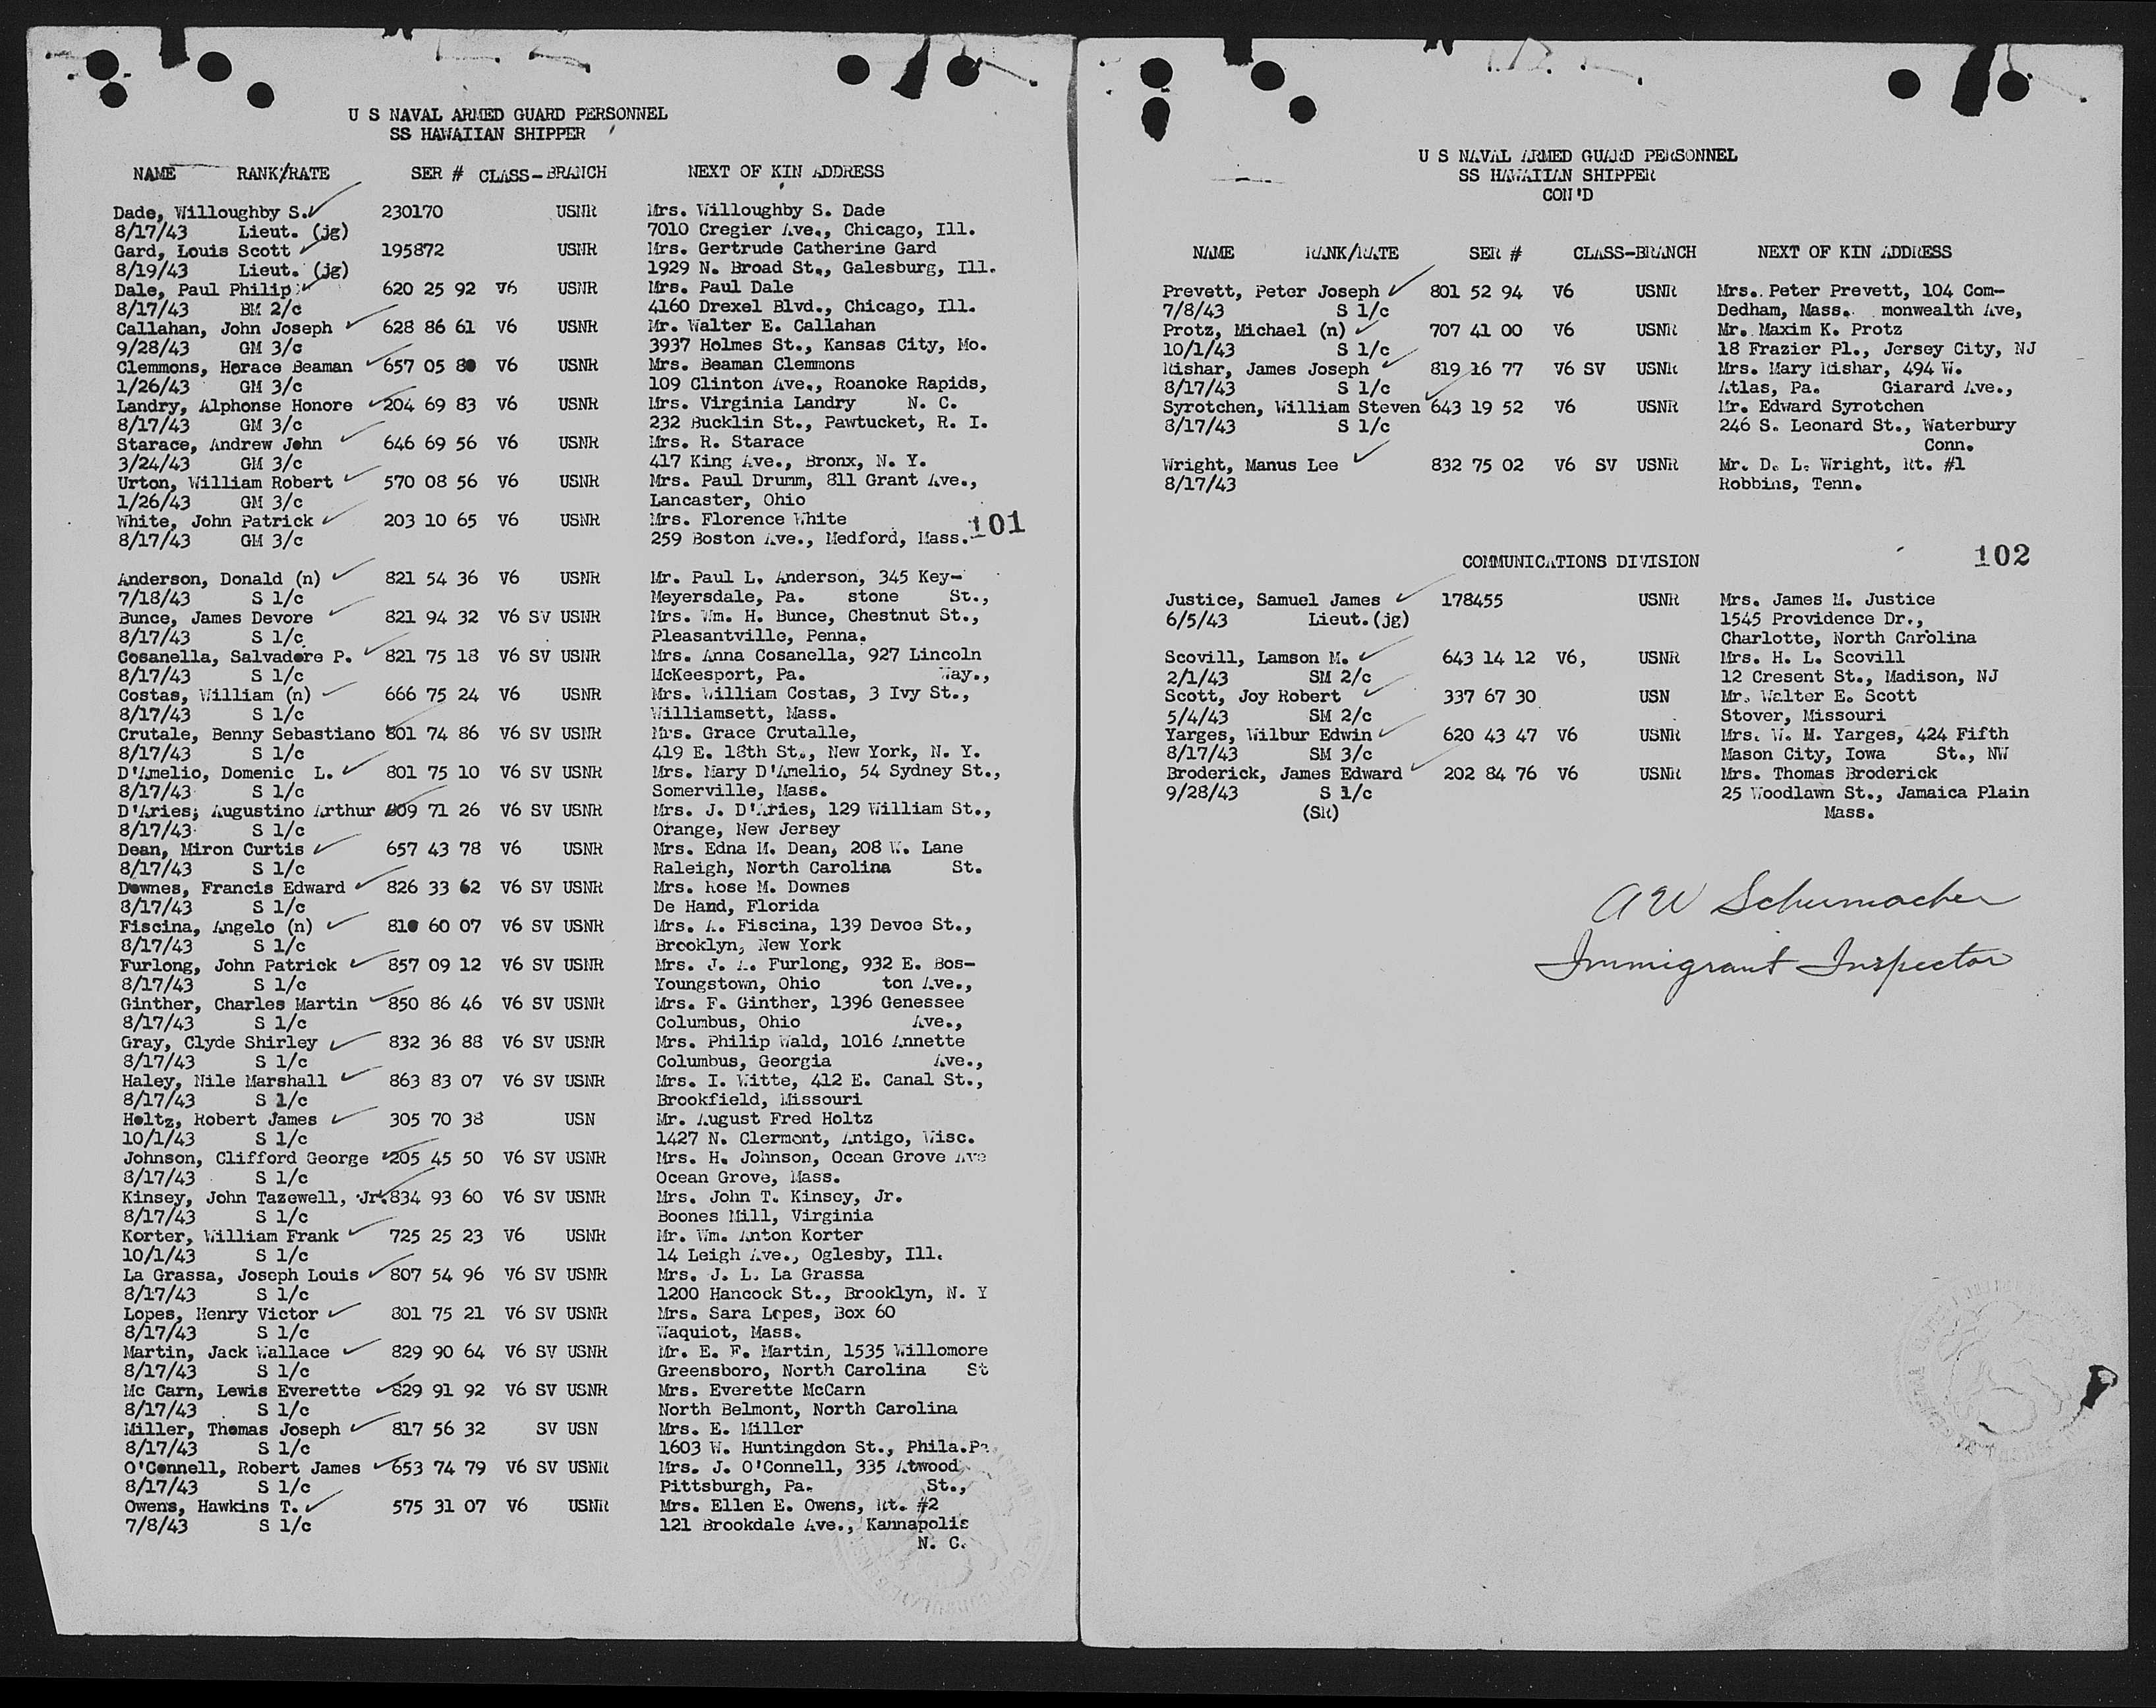 U S NAVAL ARMED GUARD PERSONNEL
SS HAWAIIAN SHIPPER
NAME RANK/RATE SER # CLASS-BRANCH NEXT OF KIN ADDRESS
Dade, Willoughby S. 230170 USNR Mrs. Willoughby S. Dade
8/17/43 Lieut. (jg) 7010 Cregier Ave., Chicago, Ill.
Gard, Louis Scott 195872 USNR Mrs. Gertrude Catherine Gard
8/19/43 Lieut. (jg) 1929 N. Broad St., Galesburg, Ill.
Dale, Paul Philip 620 25 92 V6 USNR Mrs. Paul Dale
8/17/43 BM 2/c 4160 Drexel Blvd., Chicago, Ill.
Callahan, John Joseph 628 86 61 V6 USNR Mr. Walter E. Callahan
9/28/43 GM 3/c 3937 Holmes St., Kansas City, Mo.
Clemmons, Horace Beaman 657 05 80 V6 USNR Mrs. Beaman Clemmons
1/26/43 GM 3/c 109 Clinton Ave., Roanoke Rapids,
Landry, Alphonse Honore 204 69 83 V6 USNR Mrs. Virginia Landry N. C.
8/17/43 GM 3/c 232 Bucklin St., Pawtucket, R. I.
Starace, Andrew John 646 69 56 V6 USNR Mrs. R. Starace
3/24/43 GM 3/c 417 King Ave., Bronx, N. Y.
Urton, William Robert 570 08 56 V6 USNR Mrs. Paul Drumm, 811 Grant Ave.,
1/26/43 GM 3/c Lancaster, Ohio
White, John Patrick 203 10 65 V6 USNR Mrs. Florence White
8/17/43 GM 3/c 259 Boston Ave., Medford, Mass.
101
Anderson, Donald (n) 821 54 36 V6 USNR Mr. Paul L. Anderson, 345 Key-
7/18/43 S 1/c Meyersdale, Pa. stone St.,
Bunce, James Devore 821 94 32 V6 SV USNR Mrs. Wm. H. Bunce, Chestnut St.,
8/17/43 S 1/c Pleasantville, Penna.
Cosanella, Salvadore P. 821 75 18 V6 SV USNR Mrs. Anna Cosanella, 927 Lincoln
8/17/43 S 1/c McKeesport, Pa. Way.,
Costas, William (n) 666 75 24 V6 USNR Mrs. William Costas, 3 Ivy St.,
8/17/43 S 1/c Williamsett, Mass.
Crutale, Benny Sebastiano 801 74 86 V6 SV USNR Mrs. Grace Crutalle,
8/17/43 S 1/c 419 E. 18th St., New York, N. Y.
D'Amelio, Domenic L. 801 75 10 V6 SV USNR Mrs. Mary D'Amelio, 54 Sydney St.,
8/17/43 S 1/c Somerville, Mass.
D'Aries, Augustino Arthur 809 71 26 V6 SV USNR Mrs. J. D'Aries, 129 William St.,
8/17/43 S 1/c Orange, New Jersey
Dean, Miron Curtis 657 43 78 V6 USNR Mrs. Edna M. Dean, 208 W. Lane
8/17/43 S 1/c Raleigh, North Carolina St.
Downes, Francis Edward 826 33 62 V6 SV USNR Mrs. Rose M. Downes
8/17/43 S 1/c De Hand, Florida
Fiscina, Angelo (n) 810 60 07 V6 SV USNR Mrs. A. Fiscina, 139 Devoe St.,
8/17/43 S 1/c Brooklyn, New York
Furlong, John Patrick 857 09 12 V6 SV USNR Mrs. J. A. Furlong, 932 E. Bos-
8/17/43 S 1/c Youngstown, Ohio ton Ave.,
Ginther, Charles Martin 850 86 46 V6 SV USNR Mrs. F. Ginther, 1396 Genessee
8/17/43 S 1/c Columbus, Ohio Ave.,
Gray, Clyde Shirley 832 36 88 V6 SV USNR Mrs. Philip Wald, 1016 Annette
8/17/43 S 1/c Columbus, Georgia Ave.,
Haley, Nile Marshall 863 83 07 V6 SV USNR Mrs. I. Witte, 412 E. Canal St.,
8/17/43 S 1/c Brookfield, Missouri
Holtz, Robert James 305 70 38 USN Mr. August Fred Holtz
10/1/43 S 1/c 1427 N. Clermont, Antigo, Wisc.
Johnson, Clifford George 205 45 50 V6 SV USNR Mrs. H. Johnson, Ocean Grove Ave
8/17/43 S 1/c Ocean Grove, Mass.
Kinsey, John Tazewell, Jr. 834 93 60 V6 SV USNR Mrs. John T. Kinsey, Jr.
8/17/43 S 1/c Boones Mill, Virginia
Korter, William Frank 725 25 23 V6 USNR Mr. Wm. Anton Korter
10/1/43 S 1/c 14 Leigh Ave., Oglesby, Ill.
La Grassa, Joseph Louis 807 54 96 V6 SV USNR Mrs. J. L. La Grassa
8/17/43 S 1/c 1200 Hancock St., Brooklyn, N. Y
Lopes, Henry Victor 801 75 21 V6 SV USNR Mrs. Sara Lopes, Box 60
8/17/43 S 1/c Waquiot, Mass.
Martin, Jack Wallace 829 90 64 V6 SV USNR Mr. E. F. Martin, 1535 Willomore
8/17/43 S 1/c Greensboro, North Carolina St
Mc Carn, Lewis Everette 829 91 92 V6 SV USNR Mrs. Everette McCarn
8/17/43 S 1/c North Belmont, North Carolina
Miller, Thomas Joseph 817 56 32 SV USN Mrs. E. Miller
8/17/43 S 1/c 1603 W. Huntingdon St., Phila.Pa.
O'Connell, Robert James 653 74 79 V6 SV USNR Mrs. J. O'Connell, 335 Atwood
8/17/43 S 1/c Pittsburgh, Pa. St.,
Owens, Hawkins T. 575 31 07 V6 USNR Mrs. Ellen E. Owens, Rt. #2
7/8/43 S 1/c 121 Brookdale Ave., Kannapolis
N. C.
U S NAVAL ARMED GUARD PERSONNEL
SS HAWAIIAN SHIPPER
CON'D
NAME RANK/RATE SER # CLASS-BRANCH NEXT OF KIN ADDRESS
Prevett, Peter Joseph 801 52 94 V6 USNR Mrs. Peter Prevett, 104 Com-
7/8/43 S 1/c Dedham, Mass. monwealth Ave,
Protz, Michael (n) 707 41 00 V6 USNR Mr. Maxim K. Protz
10/1/43 S 1/c 18 Frazier Pl., Jersey City, NJ
Rishar, James Joseph 819 16 77 V6 SV USNR Mrs. Mary Rishar, 494 W.
8/17/43 S 1/c Atlas, Pa. Giarard Ave.,
Syrotchen, William Steven 643 19 52 V6 USNR Mr. Edward Syrotchen
8/17/43 S 1/c 246 S. Leonard St., Waterbury
Conn.
Wright, Manus Lee 832 75 02 V6 SV USNR Mr. D. L. Wright, Rt. #1
8/17/43 Robbins, Tenn.
COMMUNICATIONS DIVISION
102
Justice, Samuel James 178455 USNR Mrs. James M. Justice
6/5/43 Lieut.(jg) 1545 Providence Dr.,
Charlotte, North Carolina
Scovill, Lamson M. 643 14 12 V6, USNR Mrs. H. L. Scovill
2/1/43 SM 2/c 12 Cresent St., Madison, NJ
Scott, Joy Robert 337 67 30 USN Mr. Walter E. Scott
5/4/43 SM 2/c Stover, Missouri
Yarges, Wilbur Edwin 620 43 47 V6 USNR Mrs. W. M. Yarges, 424 Fifth
8/17/43 SM 3/c Mason City, Iowa St., NW
Broderick, James Edward 202 84 76 V6 USNR Mrs. Thomas Broderick
9/28/43 S 1/c 25 Woodlawn St., Jamaica Plain
(SR) Mass.
A W Schumacher
Immigrant Inspector